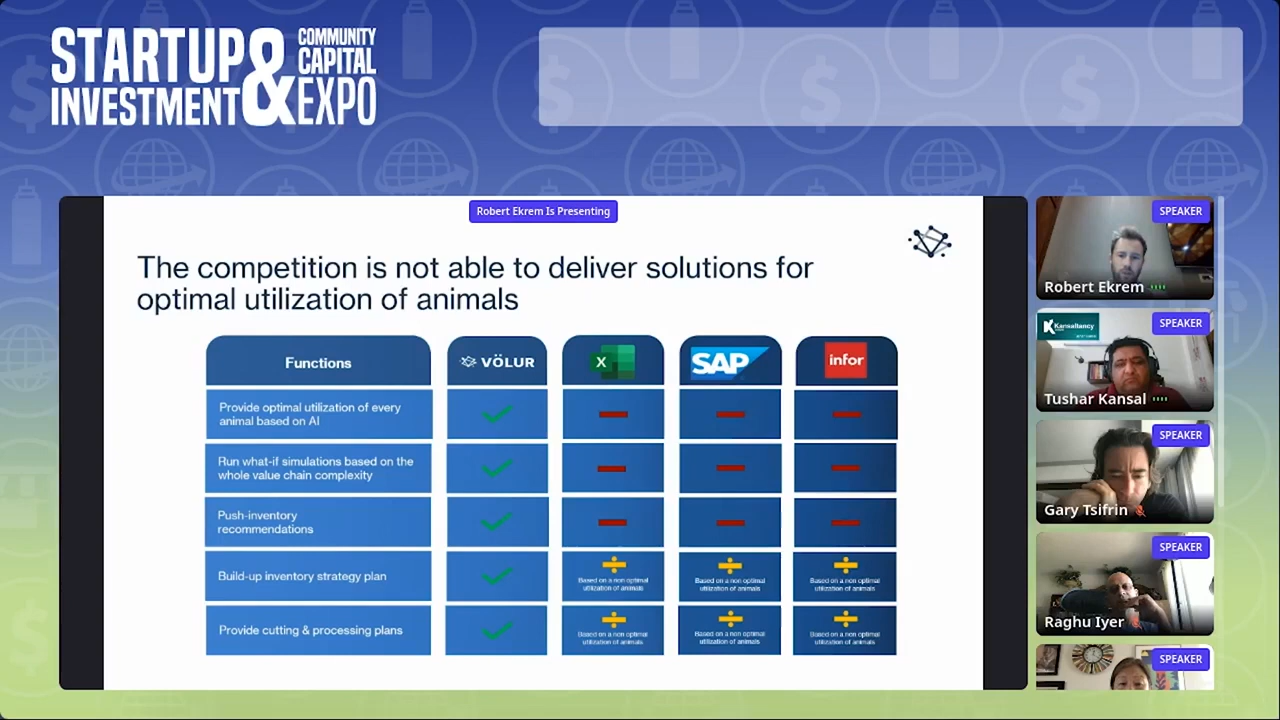 STARTUP & COMMUNITY
CAPITAL
INVESTMENT EXPO
Robert Ekrem Is Presenting
The competition is not able to deliver solutions for
optimal utilization of animals
Functions
VÖLUR
X
SAP
infor
Provide optimal utilization of every
animal based on AI
Run what-if simulations based on the
whole value chain complexity
Push-inventory
recommendations
Build-up inventory strategy plan
Based on a non optimal
utilization of animals
Based on a non optimal
utilization of animals
Based on a non optimal
utilization of animals
Provide cutting & processing plans
Based on a non optimal
utilization of animals
Based on a non optimal
utilization of animals
Based on a non optimal
utilization of animals
SPEAKER
Robert Ekrem
Kansaltancy
SPEAKER
Tushar Kansal
SPEAKER
Gary Tsifrin
SPEAKER
Raghu Iyer
SPEAKER